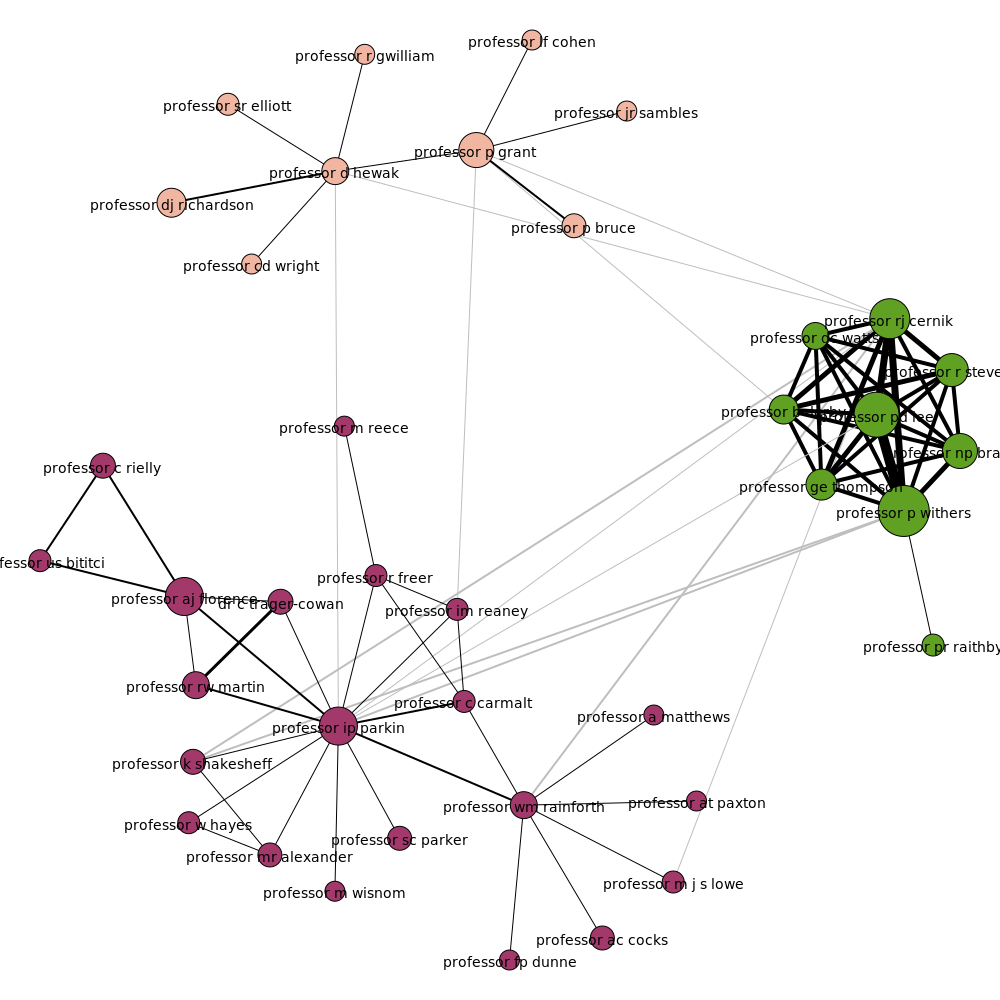 professor lf cohen
professor r gwilliam
professor sr elliott
professor jr sambles
professor p grant
professor d hewak
professor dj richardson
professor p bruce
professor cd wright
professor rj cernik
professor dc watts
professor r steve
professor b derby
professor pd lee
professor m reece
professor np bra
professor c rielly
professor ge thompson
professor p withers
fessor us bititci
professor r freer
professor aj florence
dr c trager-cowan
professor im reaney
professor pr raithby
professor rw martin
professor c carmalt
professor a matthews
professor ip parkin
professor k shakesheff
professor wm rainforth
professor at paxton
professor w hayes
professor sc parker
professor mr alexander
professor m j s lowe
professor m wisnom
professor ac cocks
professor fp dunne